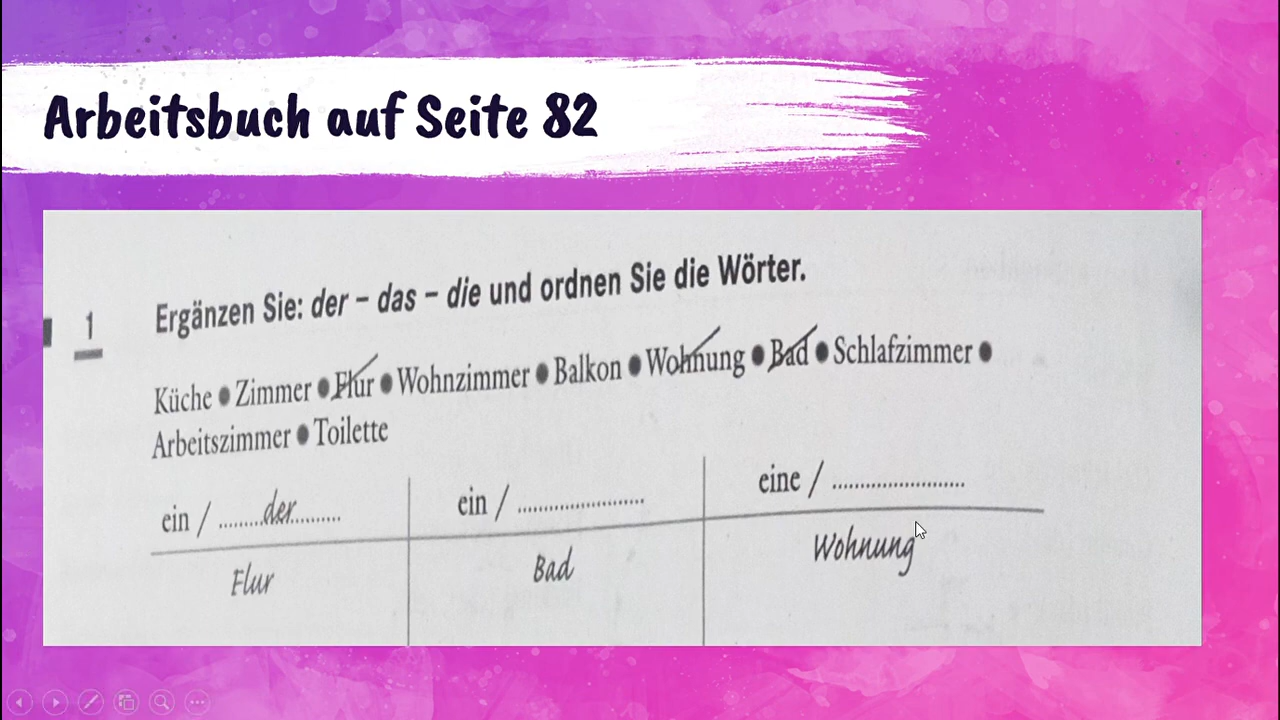 Arbeitsbuch auf Seite 82
1 Ergänzen Sie: der – das – die und ordnen Sie die Wörter.
Küche ● Zimmer ● Flur ● Wohnzimmer ● Balkon ● Wohnung ● Bad ● Schlafzimmer ●
Arbeitszimmer ● Toilette
ein / ........der.......... ein / ....................... eine / ........................
Flur Bad Wohnung